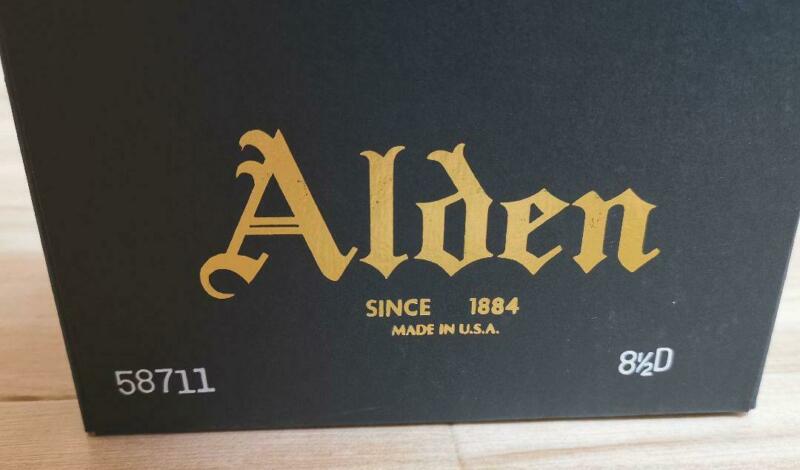 Alden
SINCE 1884
MADE IN U.S.A.
58711
8½D